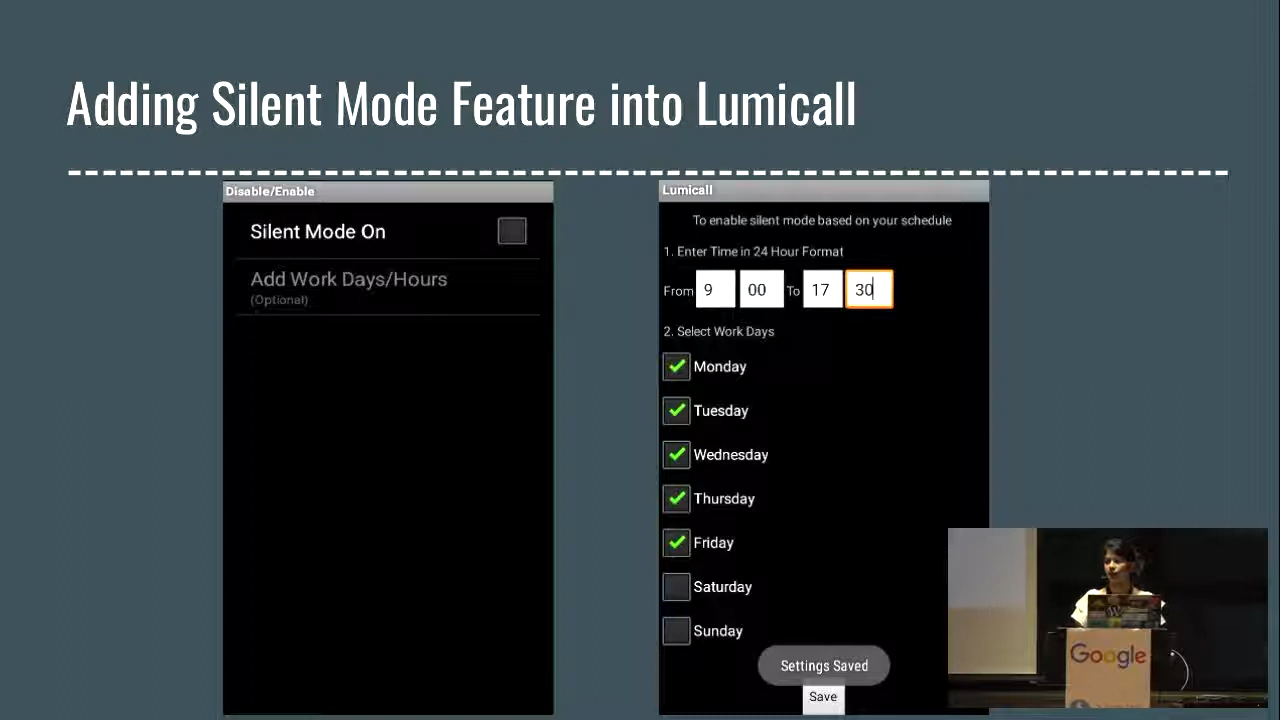 Adding Silent Mode Feature into Lumicall
Disable/Enable
Silent Mode On
Add Work Days/Hours
(Optional)
Lumicall
To enable silent mode based on your schedule
1. Enter Time in 24 Hour Format
From 9 00 To 17 30
2. Select Work Days
Monday
Tuesday
Wednesday
Thursday
Friday
Saturday
Sunday
Settings Saved
Save
Google